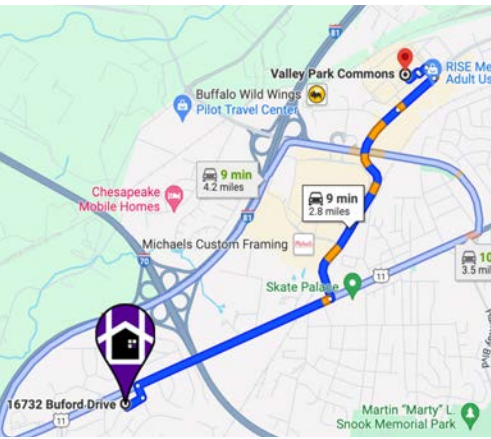 81
Valley Park Commons
RISE Me
Adult Us
Buffalo Wild Wings
Pilot Travel Center
9 min
4.2 miles
Chesapeake
Mobile Homes
9 min
2.8 miles
81
Michaels Custom Framing
70
11
10
3.5 mil
Skate Palace
16732 Buford Drive
11
Martin "Marty" L.
Snook Memorial Park